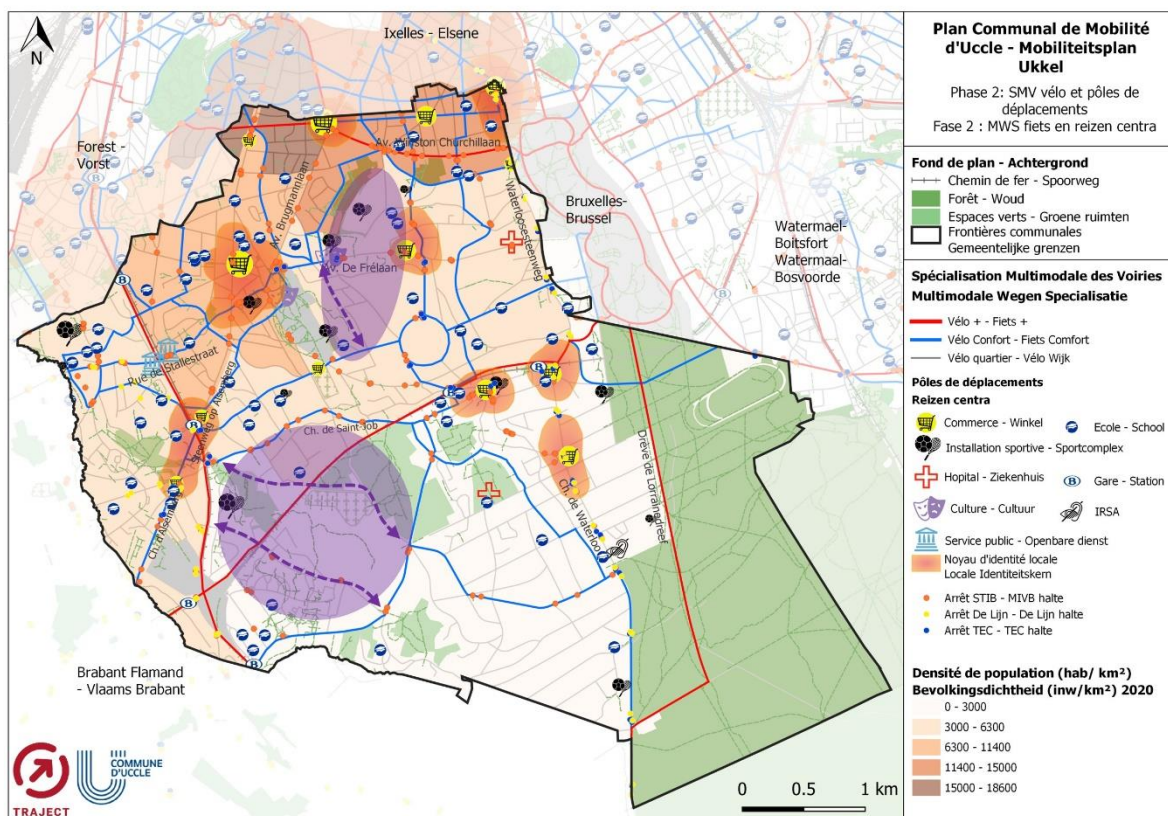 N
Ixelles - Elsene
Forest -
Vorst
Av. Winston Churchillaan
Av. Brugmannlaan
Waterloosesteenweg
Bruxelles-
Brussel
Watermael-
Boitsfort
Watermaal-
Bosvoorde
Av. De Frélaan
Rue de Stallestraat
Steenweg op Alsemberg
Ch. de Saint-Job
Drève de Lorrainedreef
Ch. de Waterloo
Ch. d'Alsemberg
B
B
B
B
B
B
B
Brabant Flamand
- Vlaams Brabant
TRAJECT
COMMUNE
D'UCCLE
0 0.5 1 km
Plan Communal de Mobilité
d'Uccle - Mobiliteitsplan
Ukkel
Phase 2: SMV vélo et pôles de
déplacements
Fase 2 : MWS fiets en reizen centra
Fond de plan - Achtergrond
Chemin de fer - Spoorweg
Forêt - Woud
Espaces verts - Groene ruimten
Frontières communales
Gemeentelijke grenzen
Spécialisation Multimodale des Voiries
Multimodale Wegen Specialisatie
Vélo + - Fiets +
Vélo Confort - Fiets Comfort
Vélo quartier - Vélo Wijk
Pôles de déplacements
Reizen centra
Commerce - Winkel
Ecole - School
Installation sportive - Sportcomplex
Hopital - Ziekenhuis
B Gare - Station
Culture - Cultuur
IRSA
Service public - Openbare dienst
Noyau d'identité locale
Locale Identiteitskern
Arrêt STIB - MIVB halte
Arrêt De Lijn - De Lijn halte
Arrêt TEC - TEC halte
Densité de population (hab/ km²)
Bevolkingsdichtheid (inw/km²) 2020
0 - 3000
3000 - 6300
6300 - 11400
11400 - 15000
15000 - 18600